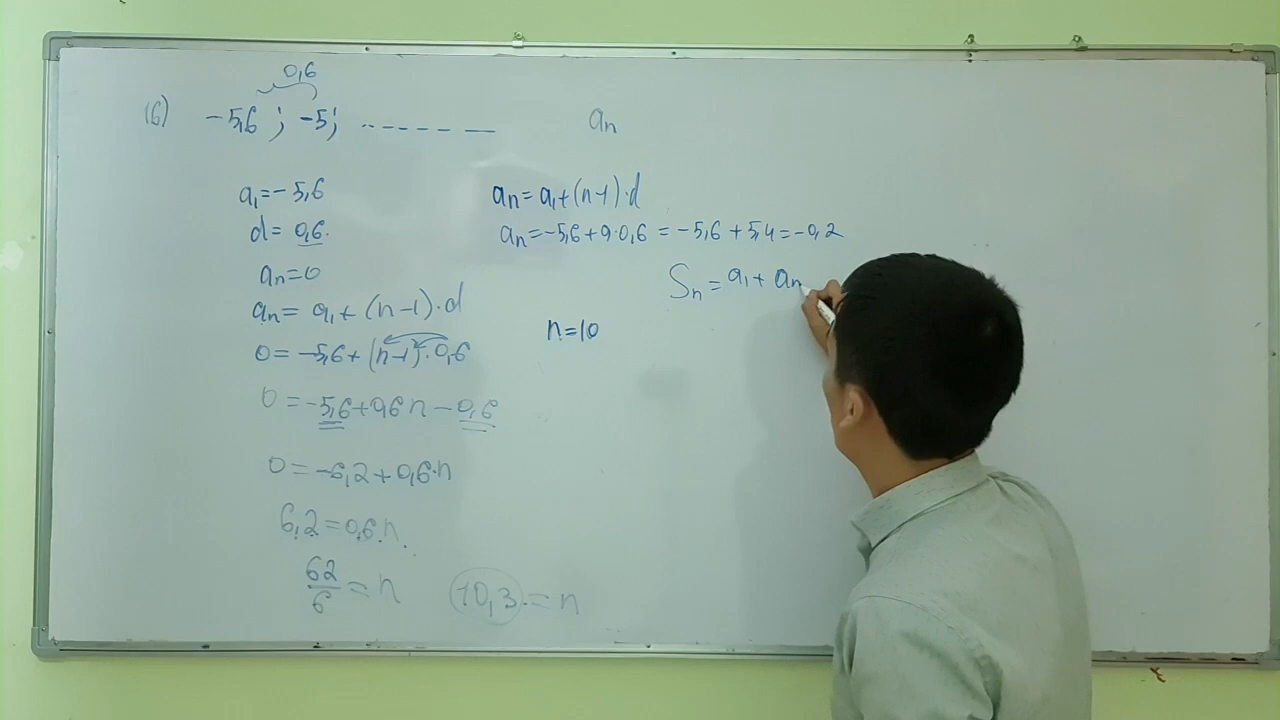 0,6
(6) -5,6 ; -5; ------- an
a₁=-5,6
d= 0,6.
an=0
an= a₁+(n-1)·d
0=-5,6+(n-1)·0,6
0=-5,6+0,6n-0,6
0=-6,2+0,6·n
6,2=0,6.n.
62/6=n (10,3.=n
an=a₁+(n-1)·d
an=-5,6+9·0,6=-5,6+5,4=-0,2
Sn=a₁+an
n=10